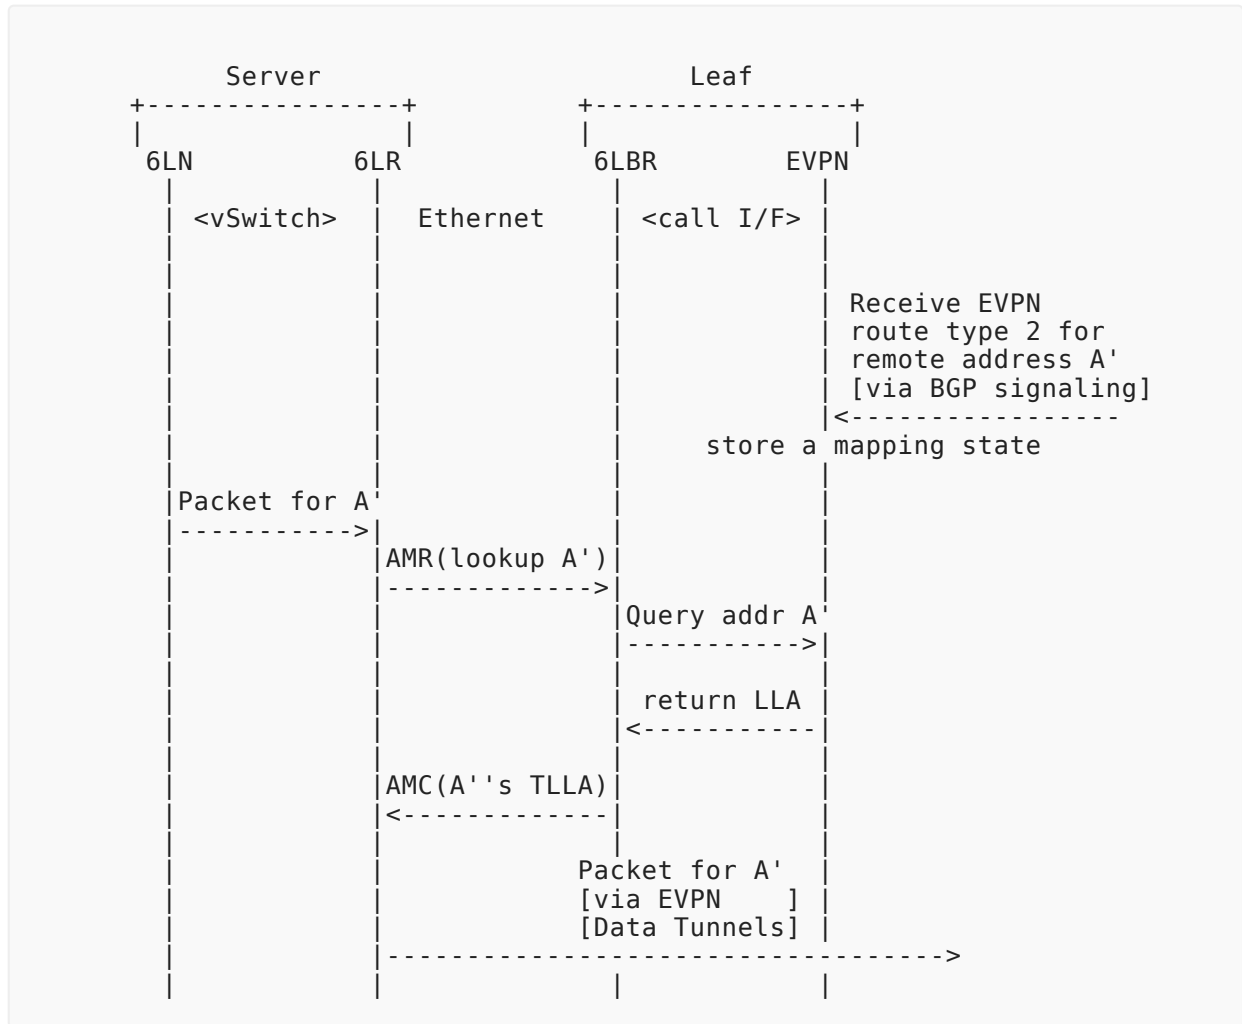 Server Leaf
+----------------+ +----------------+
| | | |
6LN 6LR 6LBR EVPN
| | | |
| <vSwitch> | Ethernet | <call I/F> |
| | | |
| | | |
| | | | Receive EVPN
| | | | route type 2 for
| | | | remote address A'
| | | | [via BGP signaling]
| | | |<-----------------
| | | store a mapping state
| | | |
|Packet for A' | |
|----------->| | |
| |AMR(lookup A')| |
| |------------->| |
| | |Query addr A'
| | |----------->|
| | | |
| | | return LLA |
| | |<-----------|
| | | |
| |AMC(A''s TLLA)| |
| |<-------------| |
| | | |
| | Packet for A' |
| | [via EVPN ] |
| | [Data Tunnels] |
| |---------------------------------->
| | | |